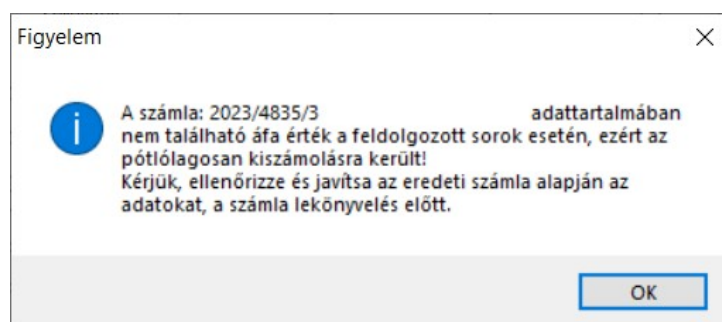 Figyelem
A számla: 2023/4835/3 adattartalmában
nem található áfa érték a feldolgozott sorok esetén, ezért az
pótlólagosan kiszámolásra került!
Kérjük, ellenőrizze és javítsa az eredeti számla alapján az
adatokat, a számla lekönyvelés előtt.
OK